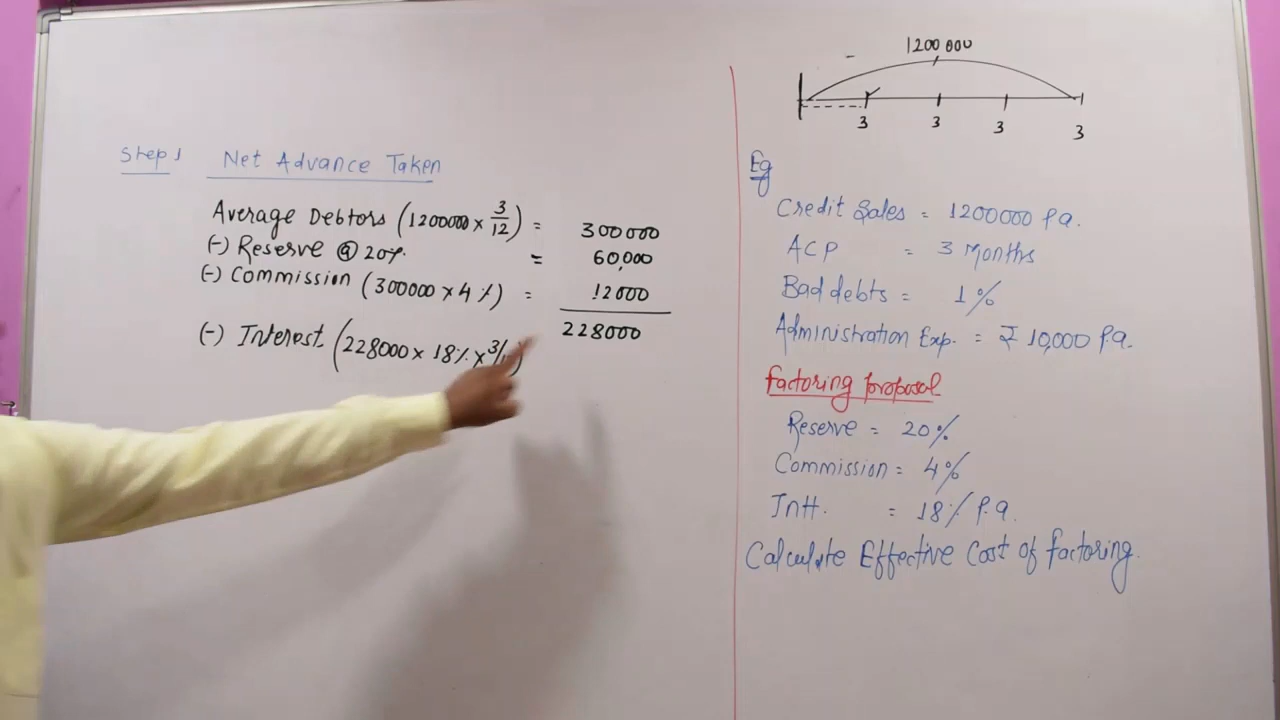 Step 1 Net Advance Taken
Average Debtors (1200000 × 3/12) = 300000
(-) Reserve @ 20% = 60,000
(-) Commission (300000 × 4%) = 12000
228000
(-) Interest (228000 × 18% × 3/
1200000
3 3 3 3
Eg
Credit Sales = 1200000 P.a.
ACP = 3 Months
Bad debts = 1%
Administration Exp. = ₹ 10,000 P.a.
factoring proposal
Reserve = 20%
Commission = 4%
Intt. = 18% P.a.
Calculate Effective Cost of factoring.